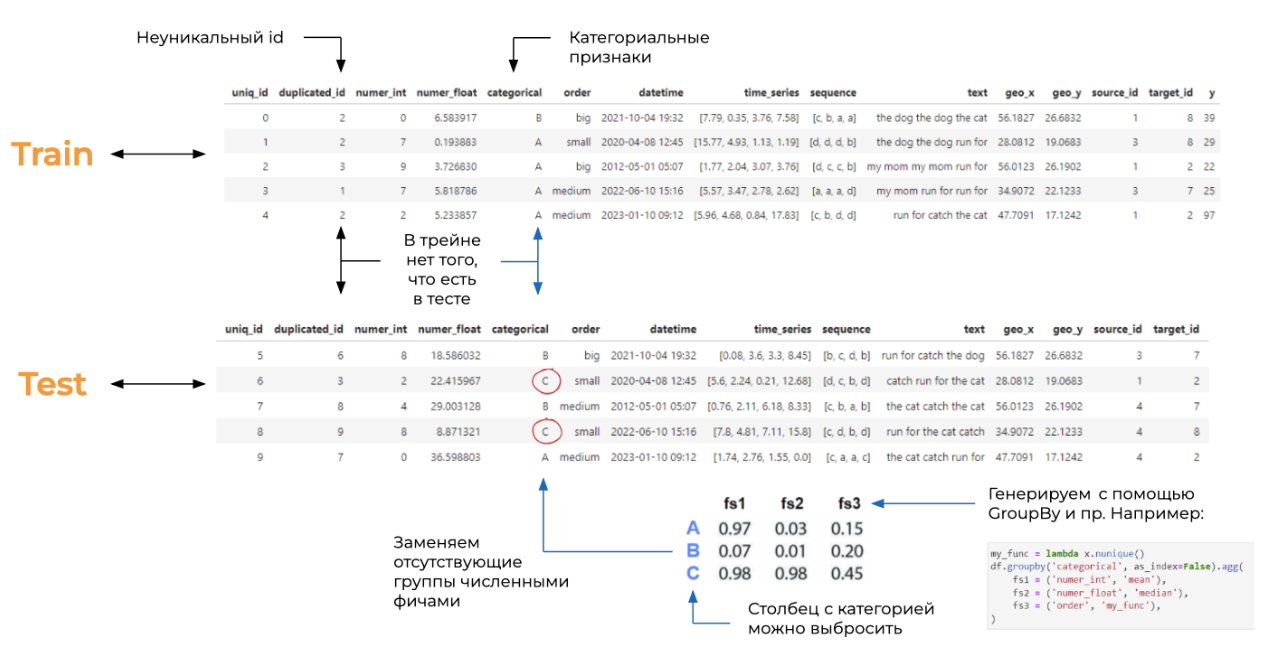 Неуникальный id
Категориальные
признаки
uniq_id duplicated_id numer_int numer_float categorical order datetime time_series sequence text geo_x geo_y source_id target_id y
0 2 0 6.583917 B big 2021-10-04 19:32 [7.79, 0.35, 3.76, 7.58] [c, b, a, a] the dog the dog the cat 56.1827 26.6832 1 8 39
1 2 7 0.193883 A small 2020-04-08 12:45 [15.77, 4.93, 1.13, 1.19] [d, d, d, b] the dog the dog run for 28.0812 19.0683 3 8 29
Train
2 3 9 3.726830 A big 2012-05-01 05:07 [1.77, 2.04, 3.07, 3.76] [d, c, c, b] my mom my mom run for 56.0123 26.1902 1 2 22
3 1 7 5.818786 A medium 2022-06-10 15:16 [5.57, 3.47, 2.78, 2.62] [a, a, a, d] my mom run for run for 34.9072 22.1233 3 7 25
4 2 2 5.233857 A medium 2023-01-10 09:12 [5.96, 4.68, 0.84, 17.83] [c, b, d, d] run for catch the cat 47.7091 17.1242 1 2 97
В трейне
нет того,
что есть
в тесте
uniq_id duplicated_id numer_int numer_float categorical order datetime time_series sequence text geo_x geo_y source_id target_id
5 6 8 18.586032 B big 2021-10-04 19:32 [0.08, 3.6, 3.3, 8.45] [b, c, d, b] run for catch the dog 56.1827 26.6832 3 7
6 3 2 22.415967 C small 2020-04-08 12:45 [5.6, 2.24, 0.21, 12.68] [d, c, b, d] catch run for the cat 28.0812 19.0683 1 2
Test
7 8 4 29.003128 B medium 2012-05-01 05:07 [0.76, 2.11, 6.18, 8.33] [c, b, a, b] the cat catch the cat 56.0123 26.1902 4 7
8 9 8 8.871321 C small 2022-06-10 15:16 [7.8, 4.81, 7.11, 15.8] [c, d, b, d] run for the cat catch 34.9072 22.1233 4 8
9 7 0 36.598803 A medium 2023-01-10 09:12 [1.74, 2.76, 1.55, 0.0] [c, a, a, c] the cat catch run for 47.7091 17.1242 4 2
Заменяем
отсутствующие
группы численными
фичами
fs1 fs2 fs3
A 0.97 0.03 0.15
B 0.07 0.01 0.20
C 0.98 0.98 0.45
Столбец с категорией
можно выбросить
Генерируем с помощью
GroupBy и пр. Например:
my_func = lambda x.nunique()
df.groupby('categorical', as_index=False).agg(
fs1 = ('numer_int', 'mean'),
fs2 = ('numer_float', 'median'),
fs3 = ('order', 'my_func'),
)